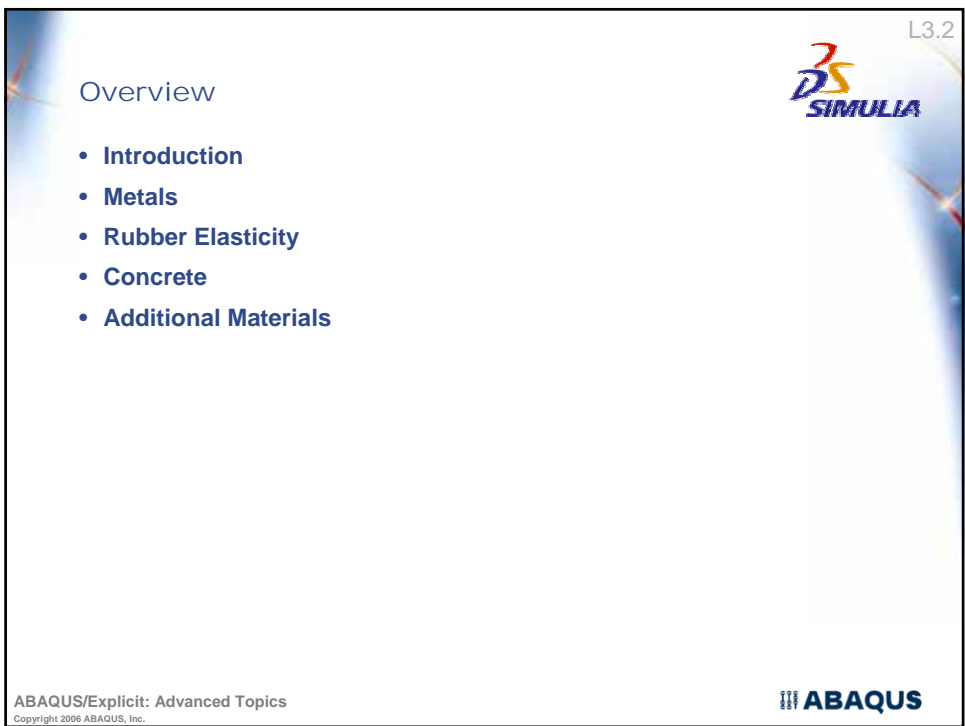 L3.2
DS
SIMULIA
Overview
• Introduction
• Metals
• Rubber Elasticity
• Concrete
• Additional Materials
ABAQUS/Explicit: Advanced Topics
Copyright 2006 ABAQUS, Inc.
ABAQUS